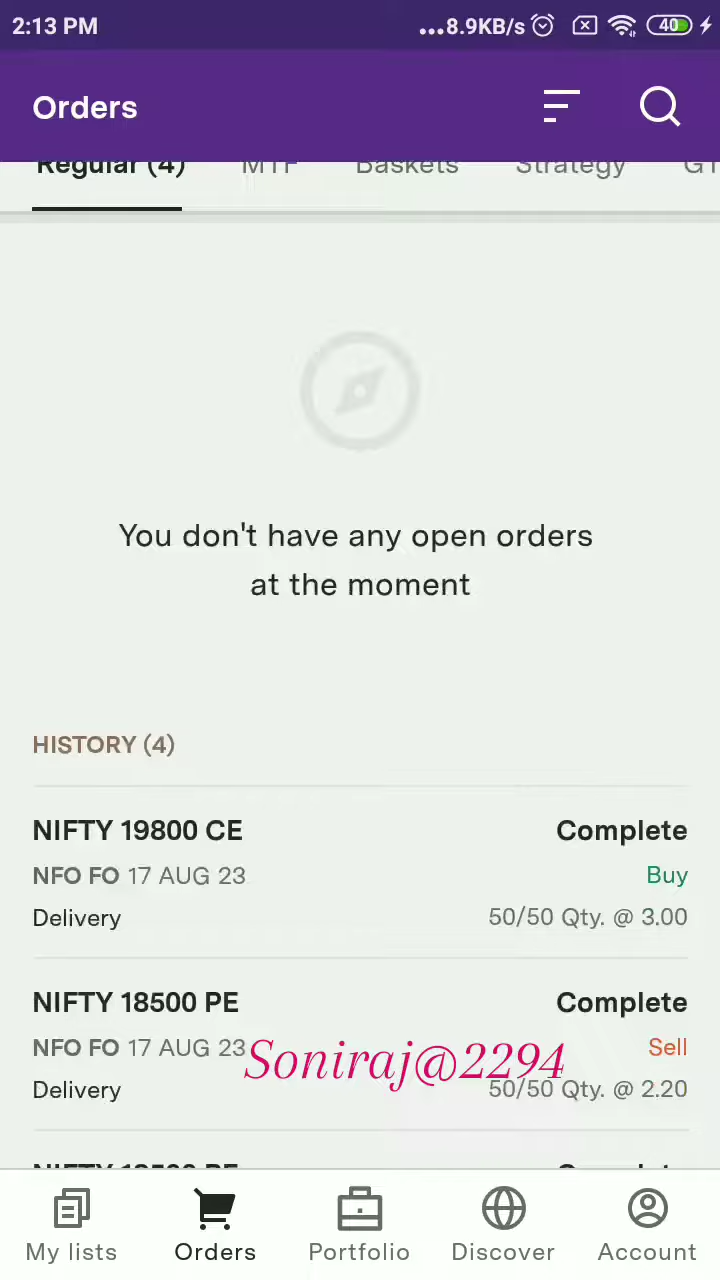 2:13 PM ...8.9KB/s 40
Orders
Regular (4) MTF Baskets Strategy
You don't have any open orders
at the moment
HISTORY (4)
NIFTY 19800 CE Complete
NFO FO 17 AUG 23 Buy
Delivery 50/50 Qty. @ 3.00
NIFTY 18500 PE Complete
NFO FO 17 AUG 23 Sell
Soniraj@2294
Delivery 50/50 Qty. @ 2.20
My lists Orders Portfolio Discover Account